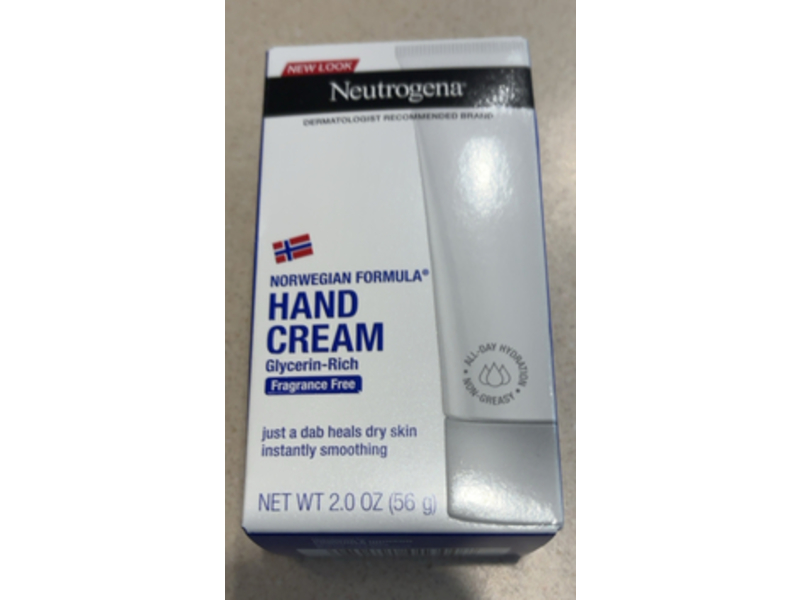 NEW LOOK
Neutrogena®
DERMATOLOGIST RECOMMENDED BRAND
NORWEGIAN FORMULA®
HAND
CREAM
Glycerin-Rich
Fragrance Free
ALL-DAY HYDRATION • NON-GREASY •
just a dab heals dry skin
instantly smoothing
NET WT 2.0 OZ (56 g)